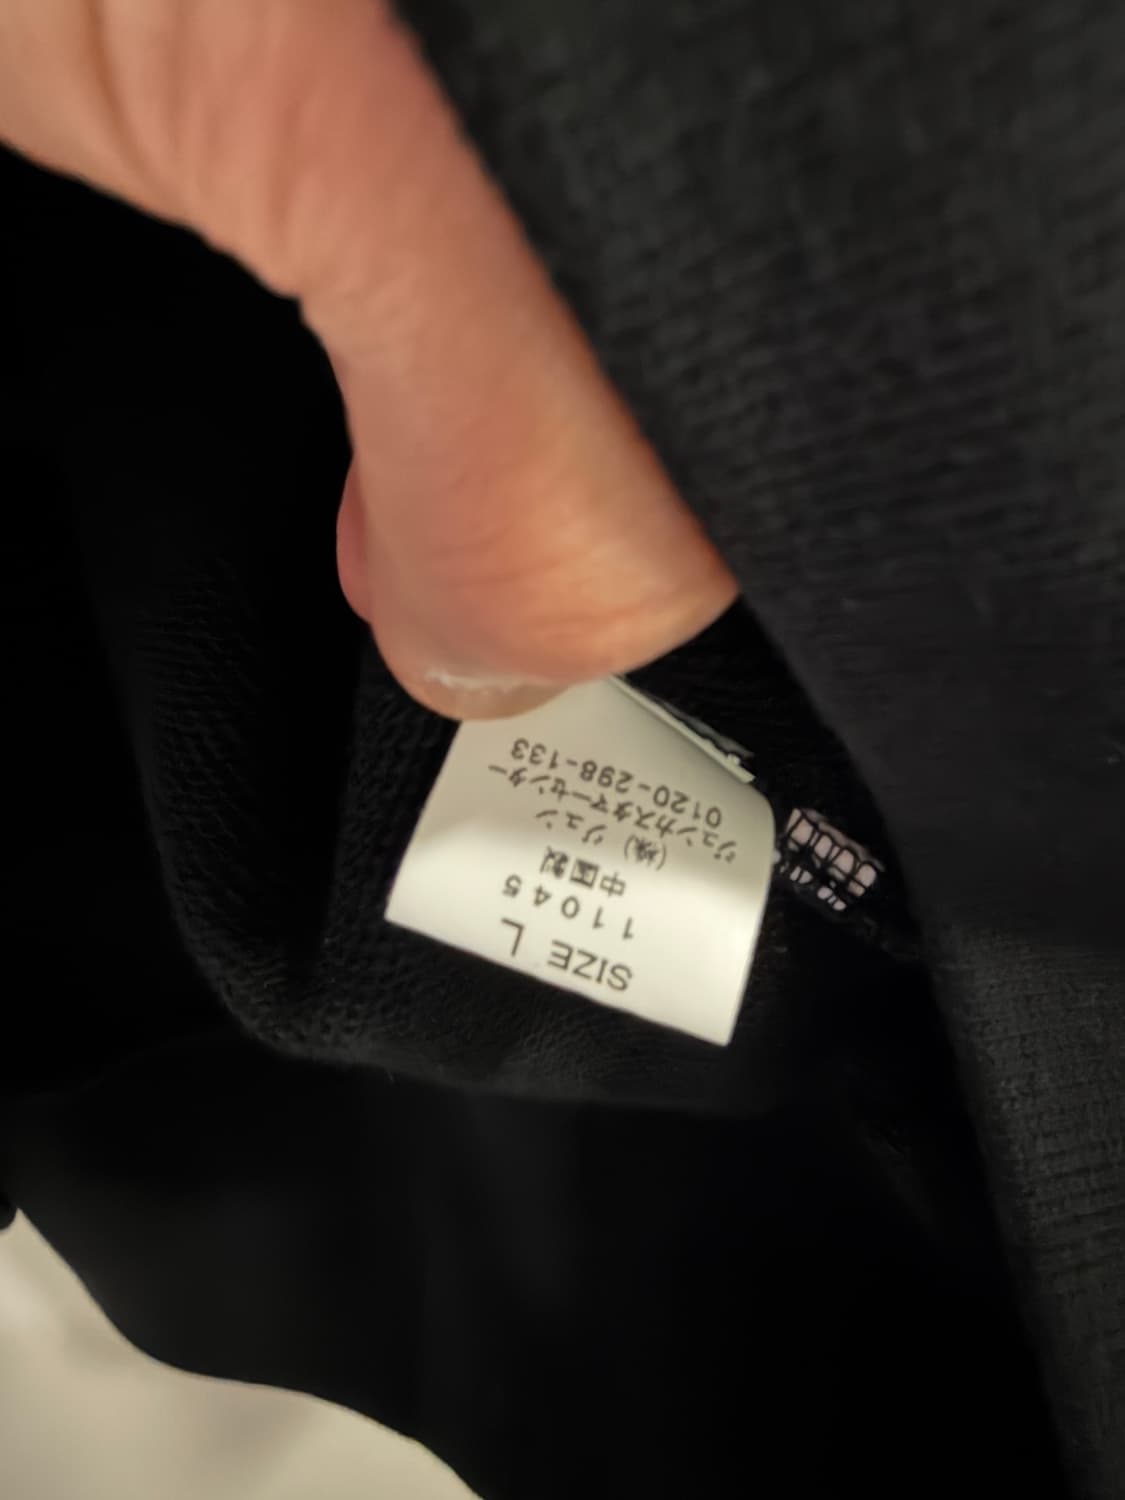 SIZE L
11045
中国製
(株) ジュン
ジュンカスタマーセンター
0120-298-133